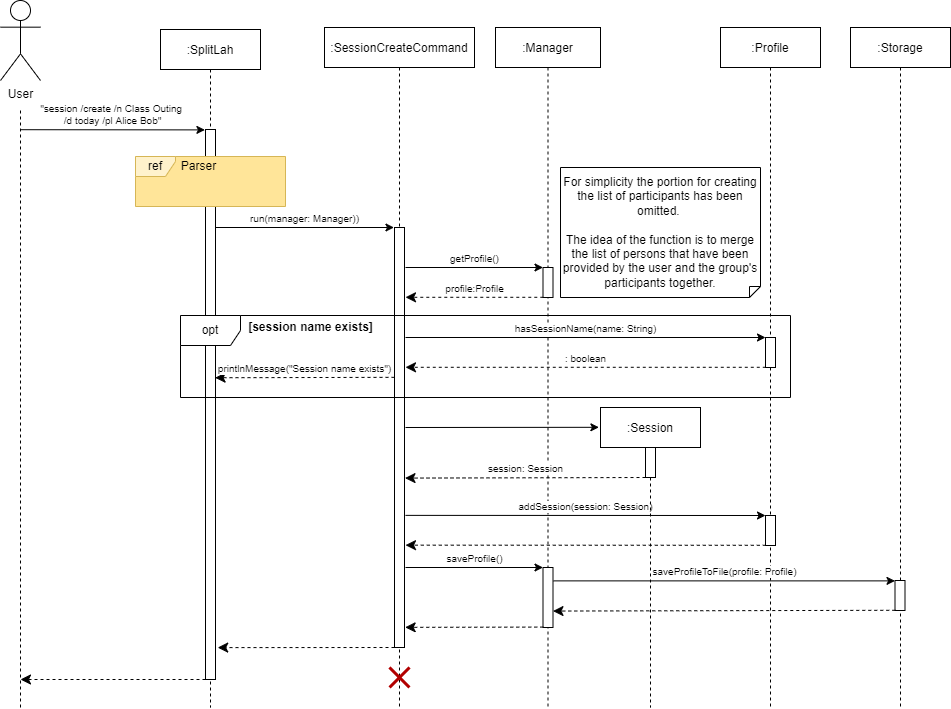 :SplitLah
:SessionCreateCommand
:Manager
:Profile
:Storage
User
"session /create /n Class Outing
/d today /pl Alice Bob"
ref
Parser
For simplicity the portion for creating
the list of participants has been
omitted.
The idea of the function is to merge
the list of persons that have been
provided by the user and the group's
participants together.
run(manager: Manager))
getProfile()
profile:Profile
opt
[session name exists]
hasSessionName(name: String)
: boolean
printlnMessage("Session name exists")
:Session
session: Session
addSession(session: Session)
saveProfile()
saveProfileToFile(profile: Profile)